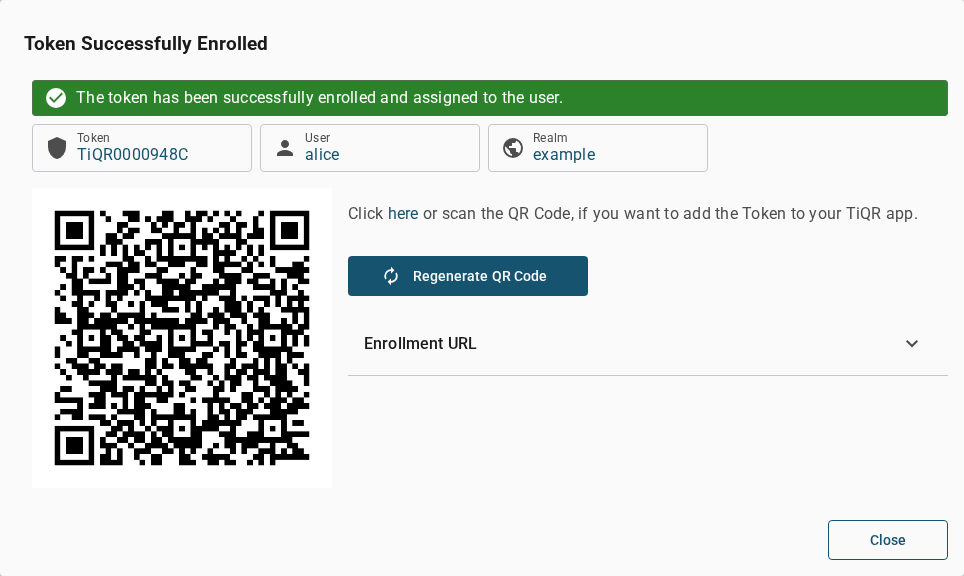 Token Successfully Enrolled
The token has been successfully enrolled and assigned to the user.
Token
TiQR0000948C
User
alice
Realm
example
Click here or scan the QR Code, if you want to add the Token to your TiQR app.
Regenerate QR Code
Enrollment URL
Close